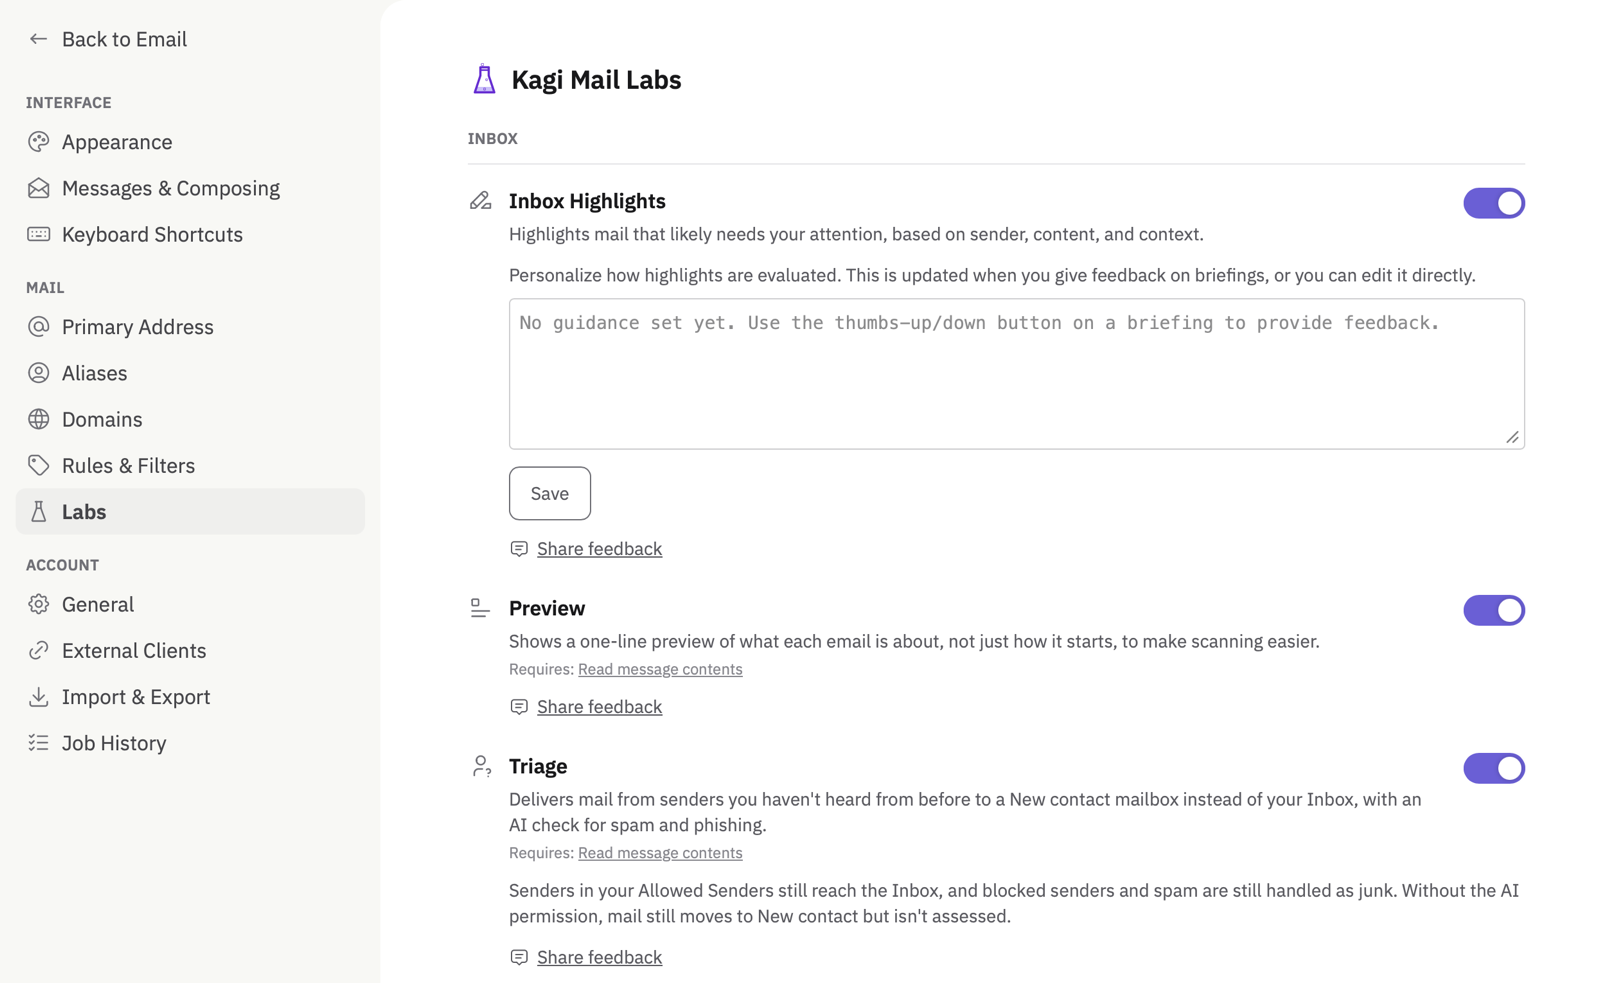 Back to Email
INTERFACE
Appearance
Messages & Composing
Keyboard Shortcuts
MAIL
Primary Address
Aliases
Domains
Rules & Filters
Labs
ACCOUNT
General
External Clients
Import & Export
Job History
Kagi Mail Labs
INBOX
Inbox Highlights
Highlights mail that likely needs your attention, based on sender, content, and context.
Personalize how highlights are evaluated. This is updated when you give feedback on briefings, or you can edit it directly.
No guidance set yet. Use the thumbs-up/down button on a briefing to provide feedback.
Save
Share feedback
Preview
Shows a one-line preview of what each email is about, not just how it starts, to make scanning easier.
Requires: Read message contents
Share feedback
Triage
Delivers mail from senders you haven't heard from before to a New contact mailbox instead of your Inbox, with an
AI check for spam and phishing.
Requires: Read message contents
Senders in your Allowed Senders still reach the Inbox, and blocked senders and spam are still handled as junk. Without the AI
permission, mail still moves to New contact but isn't assessed.
Share feedback